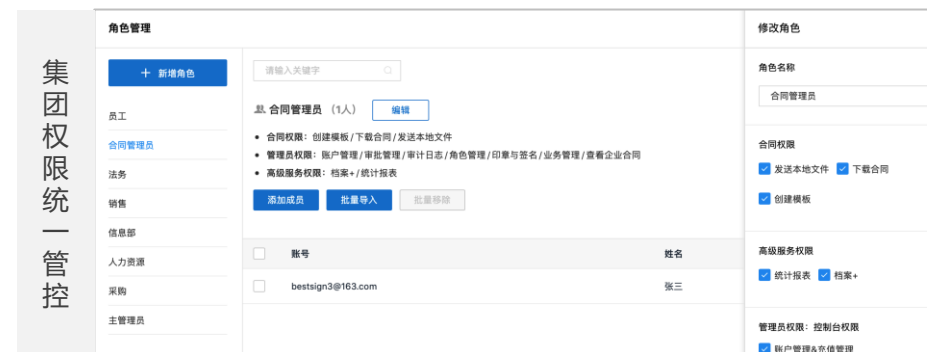 集团权限统一管控
角色管理
+ 新增角色
员工
合同管理员
法务
销售
信息部
人力资源
采购
主管理员
请输入关键字
合同管理员 (1人) 编辑
• 合同权限: 创建模板/下载合同/发送本地文件
• 管理员权限: 账户管理/审批管理/审计日志/角色管理/印章与签名/业务管理/查看企业合同
• 高级服务权限: 档案+/统计报表
添加成员 批量导入 批量移除
账号 姓名
bestsign3@163.com 张三
修改角色
角色名称
合同管理员
合同权限
发送本地文件 下载合同
创建模板
高级服务权限
统计报表 档案+
管理员权限: 控制台权限
账户管理&充值管理